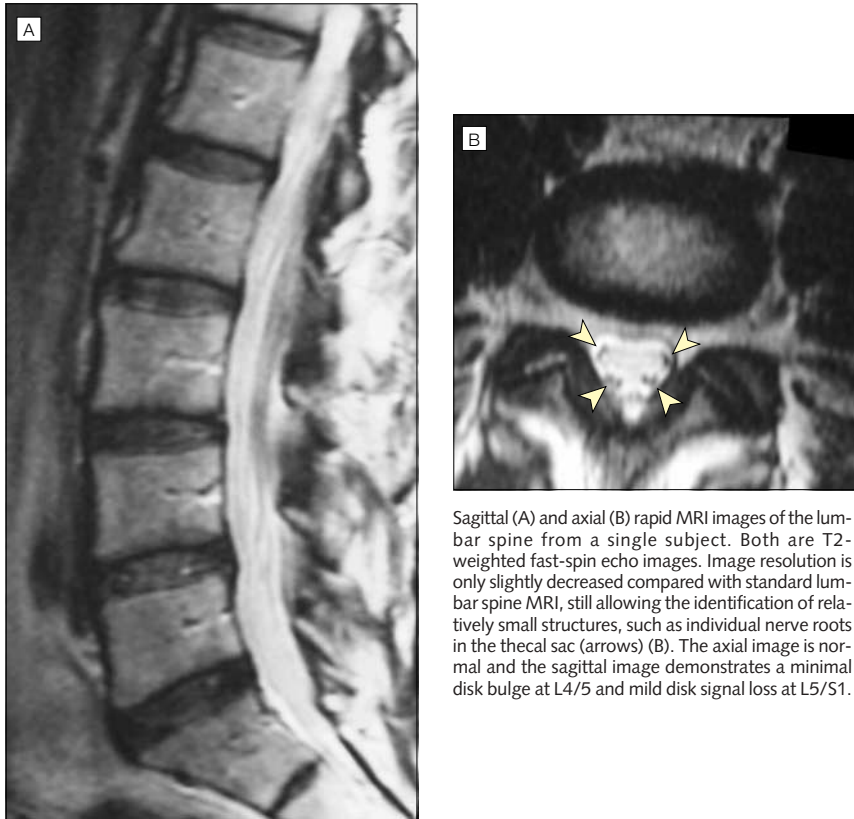 A
B
Sagittal (A) and axial (B) rapid MRI images of the lum-
bar spine from a single subject. Both are T2-
weighted fast-spin echo images. Image resolution is
only slightly decreased compared with standard lum-
bar spine MRI, still allowing the identification of rela-
tively small structures, such as individual nerve roots
in the thecal sac (arrows) (B). The axial image is nor-
mal and the sagittal image demonstrates a minimal
disk bulge at L4/5 and mild disk signal loss at L5/S1.